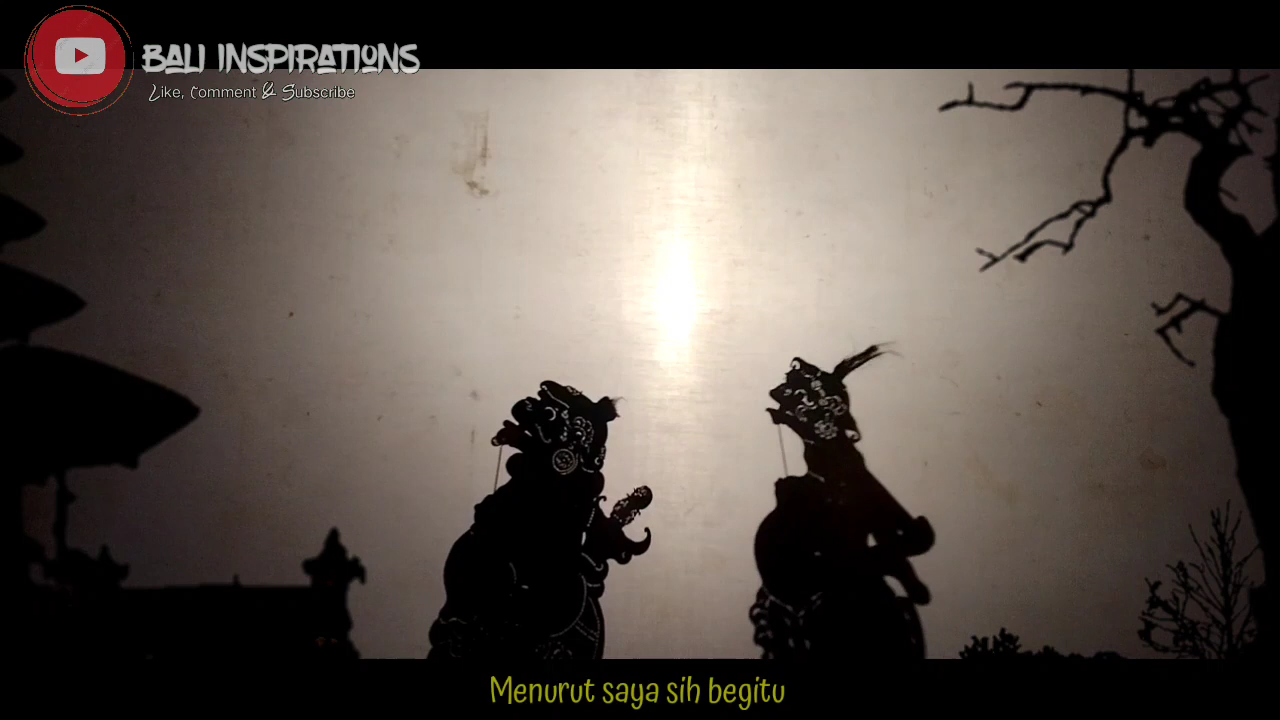 BALI INSPIRATIONS
Like, Comment & Subscribe
Menurut saya sih begitu